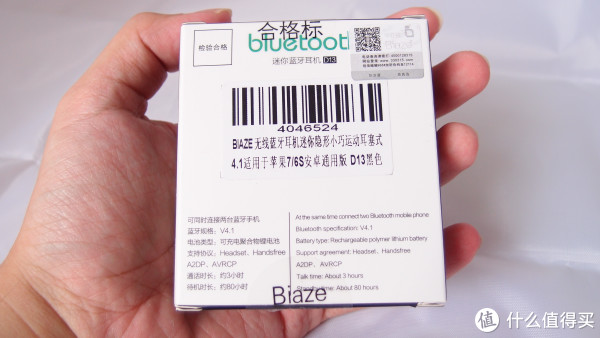 合格标
检验合格
bluetoot
迷你蓝牙耳机 D13
4046524
BIAZE 无线蓝牙耳机迷你隐形小巧运动耳塞式
4.1适用于苹果7/6S安卓通用版 D13黑色
可同时连接两台蓝牙手机
蓝牙规格：V4.1
电池类型：可充电聚合物锂电池
支持协议：Headset、Handsfree
A2DP、AVRCP
通话时长：约3小时
待机时长：约80小时
At the same time connect two Bluetooth mobile phone
Bluetooth specification: V4.1
Battery type: Rechargeable polymer lithium battery
Support agreement: Headset、Handsfree
A2DP、AVRCP
Talk time: About 3 hours
Standby time: About 80 hours
Biaze
值 什么值得买